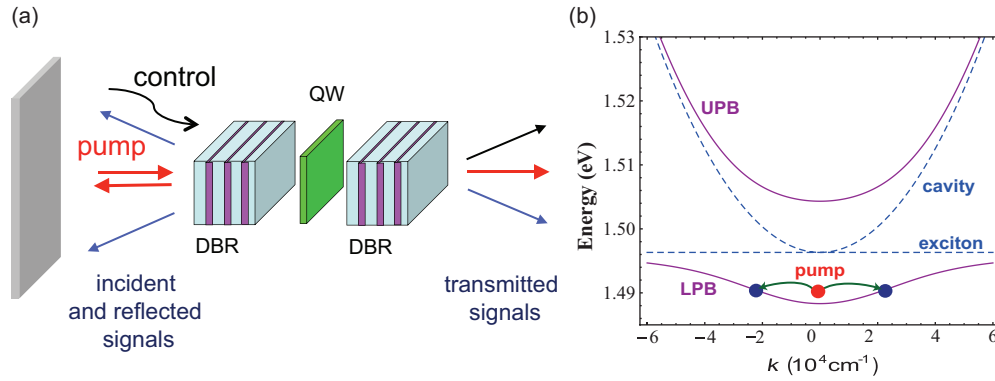 (a)
control
QW
pump
DBR
DBR
incident
and reflected
signals
transmitted
signals
(b)
Energy (eV)
1.53
1.52
1.51
1.50
1.49
UPB
cavity
exciton
pump
LPB
−6 −4 −2 0 2 4 6
k (10⁴cm⁻¹)